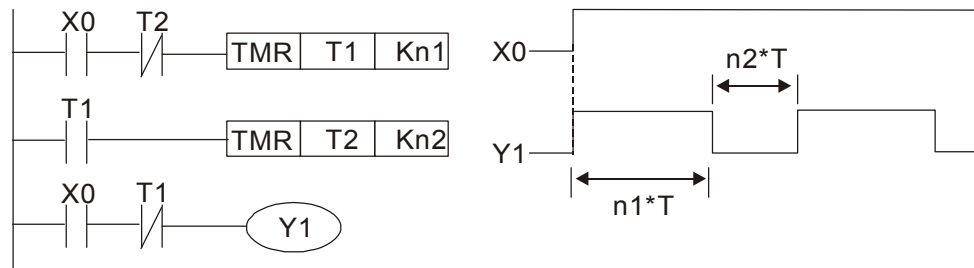 X0 T2
TMR T1 Kn1
T1
TMR T2 Kn2
X0 T1
Y1
X0
n2*T
Y1
n1*T